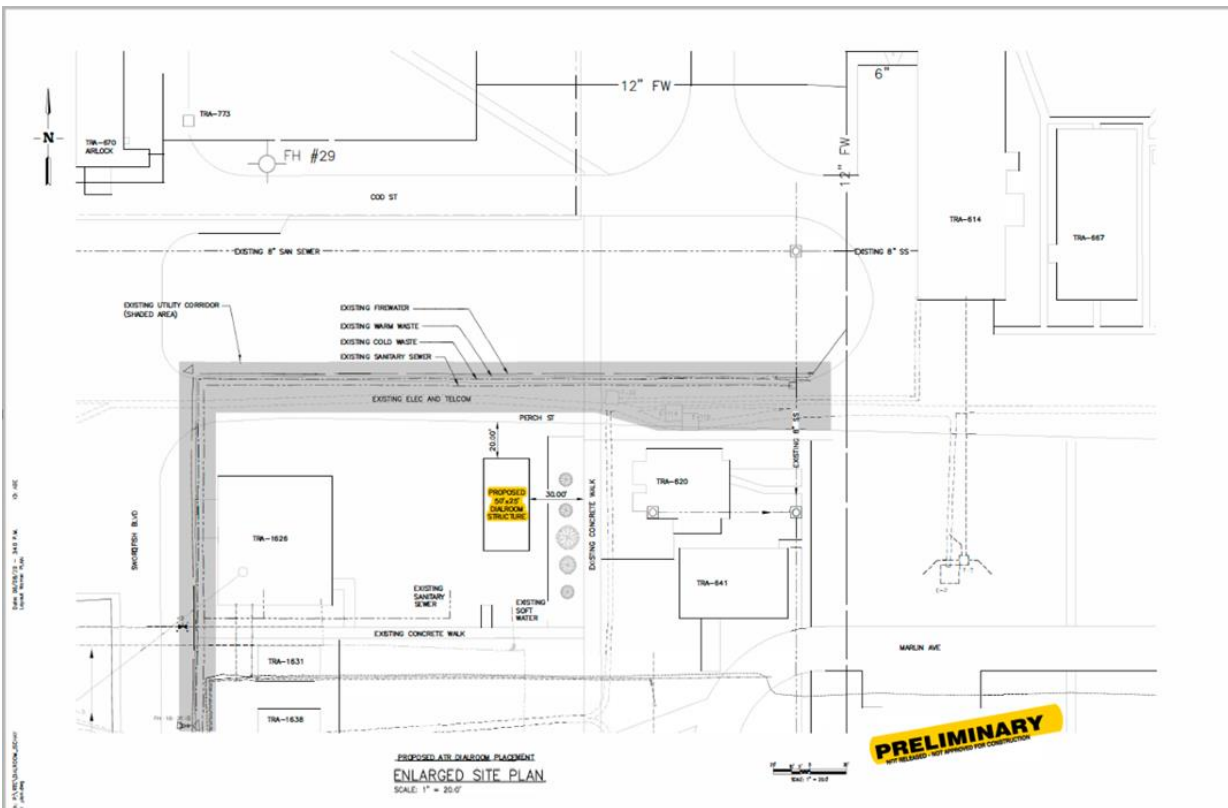 12" FW
6"
TRA-773
TRA-670
AIRLOCK
N
FH #29
12" FW
COD ST
TRA-614
TRA-667
EXISTING 8" SAN SEWER
EXISTING 8" SS
EXISTING UTILITY CORRIDOR
(SHADED AREA)
EXISTING FIREWATER
EXISTING WARM WASTE
EXISTING COLD WASTE
EXISTING SANITARY SEWER
EXISTING ELEC AND TELCOM
PERCH ST
20.00'
EXISTING 8" SS
PROPOSED
50'x25'
DIALROOM
STRUCTURE
30.00'
EXISTING CONCRETE WALK
TRA-620
SWORDFISH BLVD
TRA-1626
TRA-641
EXISTING
SANITARY
SEWER
EXISTING
SOFT
WATER
EXISTING CONCRETE WALK
MARLIN AVE
TRA-1631
TRA-1638
PRELIMINARY
NOT RELEASED - NOT APPROVED FOR CONSTRUCTION
PROPOSED ATR DIALROOM PLACEMENT
ENLARGED SITE PLAN
SCALE: 1" = 20.0'
SCALE: 1" = 20.0'